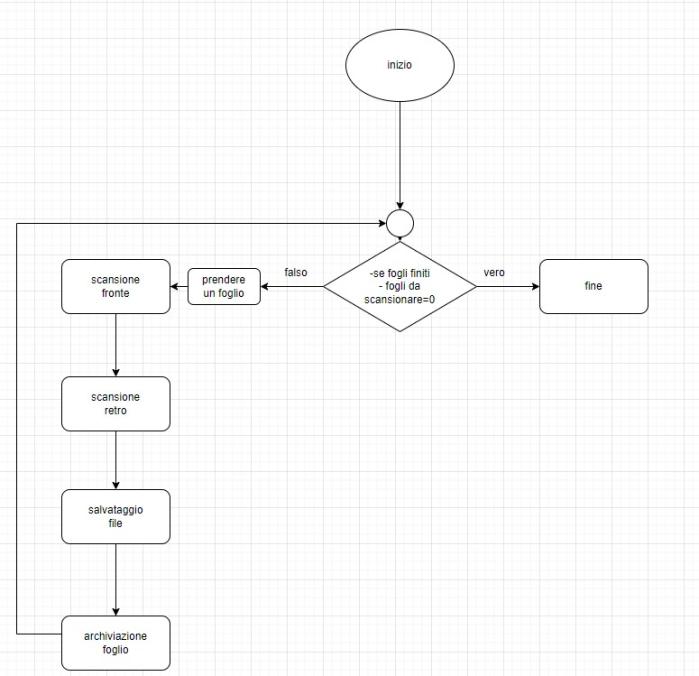 inizio
-se fogli finiti
- fogli da
scansionare=0
falso
vero
fine
prendere
un foglio
scansione
fronte
scansione
retro
salvataggio
file
archiviazione
foglio